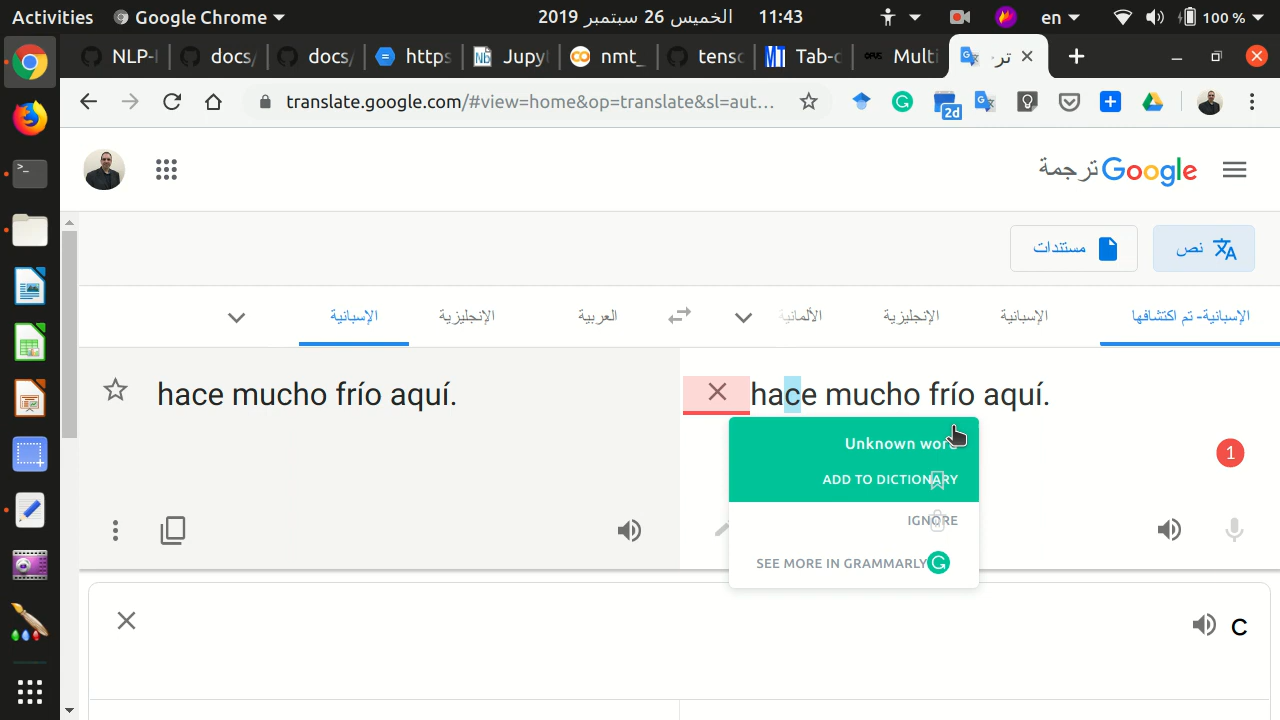 Activities
Google Chrome
الخميس 26 سبتمبر 2019
11:43
en
100 %
NLP-
docs/
docs/
https
Jupy
nmt_
tens
Tab-
Multi
تر
translate.google.com/#view=home&op=translate&sl=aut...
2d
ترجمة Google
نص
مستندات
الإسبانية- تم اكتشافها
الإسبانية
الإنجليزية
الألمانية
العربية
الإنجليزية
الإسبانية
hace mucho frío aquí.
hace mucho frío aquí.
Unknown word
ADD TO DICTIONARY
IGNORE
SEE MORE IN GRAMMARLY
1
c